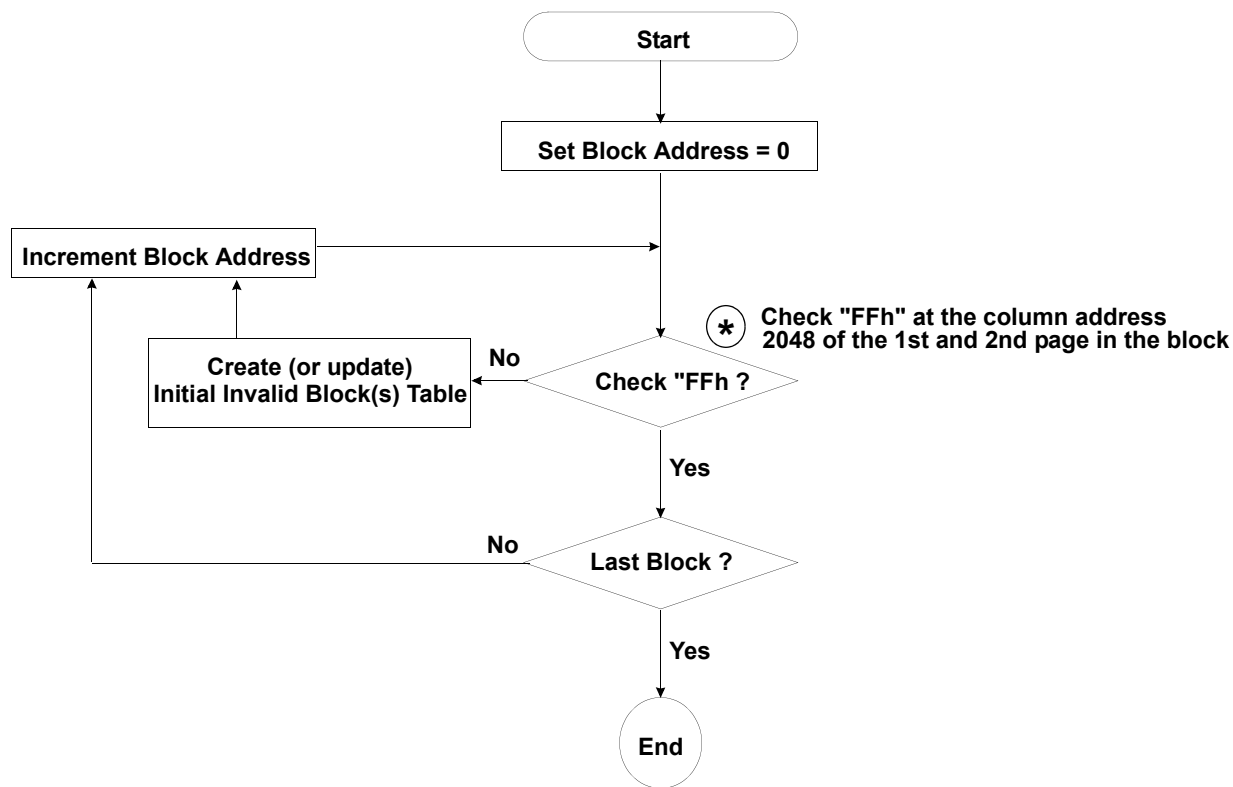 Start
Set Block Address = 0
Increment Block Address
* Check "FFh" at the column address
2048 of the 1st and 2nd page in the block
No
Create (or update)
Initial Invalid Block(s) Table
Check "FFh ?
Yes
No
Last Block ?
Yes
End